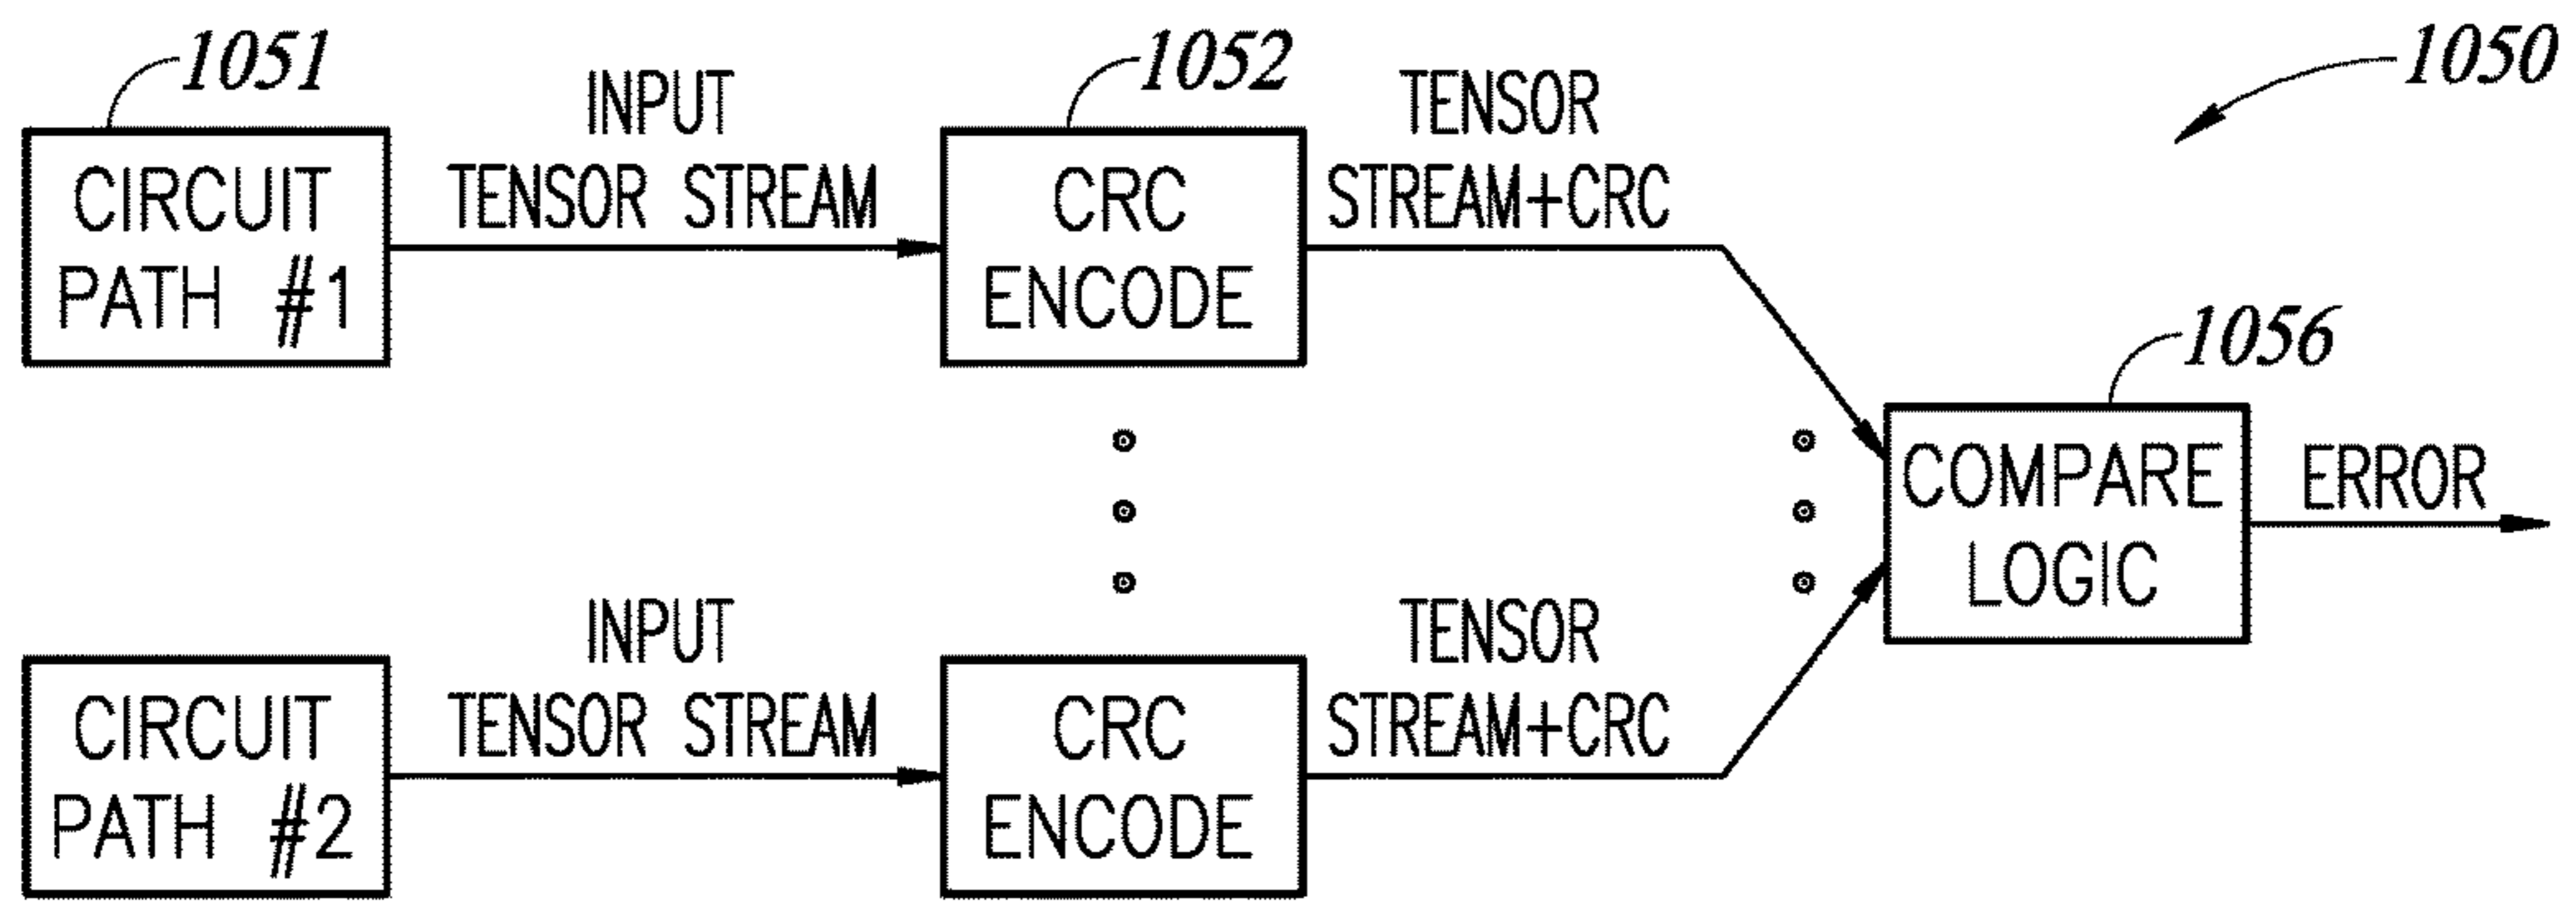 1051
INPUT
TENSOR STREAM
1052
TENSOR
STREAM+CRC
1050
CIRCUIT
PATH #1
CRC
ENCODE
1056
COMPARE
LOGIC
ERROR
INPUT
TENSOR STREAM
TENSOR
STREAM+CRC
CIRCUIT
PATH #2
CRC
ENCODE